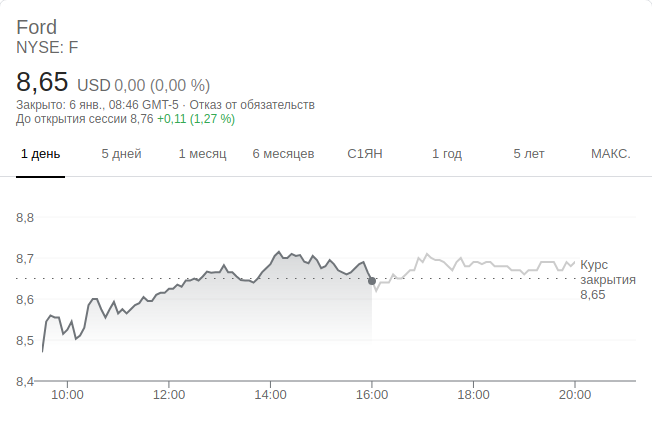 Ford
NYSE: F
8,65 USD 0,00 (0,00 %)
Закрыто: 6 янв., 08:46 GMT-5 · Отказ от обязательств
До открытия сессии 8,76 +0,11 (1,27 %)
1 день 5 дней 1 месяц 6 месяцев С1ЯН 1 год 5 лет МАКС.
8,8
8,7
8,6
8,5
8,4
Курс
закрытия
8,65
10:00 12:00 14:00 16:00 18:00 20:00